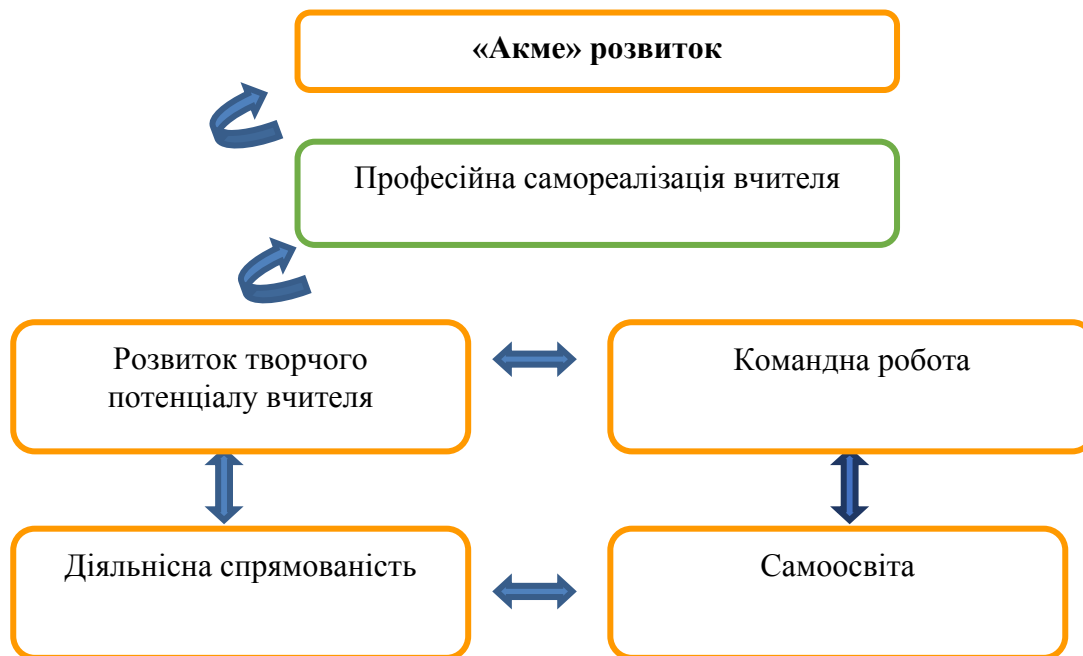 «Акме» розвиток
Професійна самореалізація вчителя
Розвиток творчого
потенціалу вчителя
Командна робота
Діяльнісна спрямованість
Самоосвіта